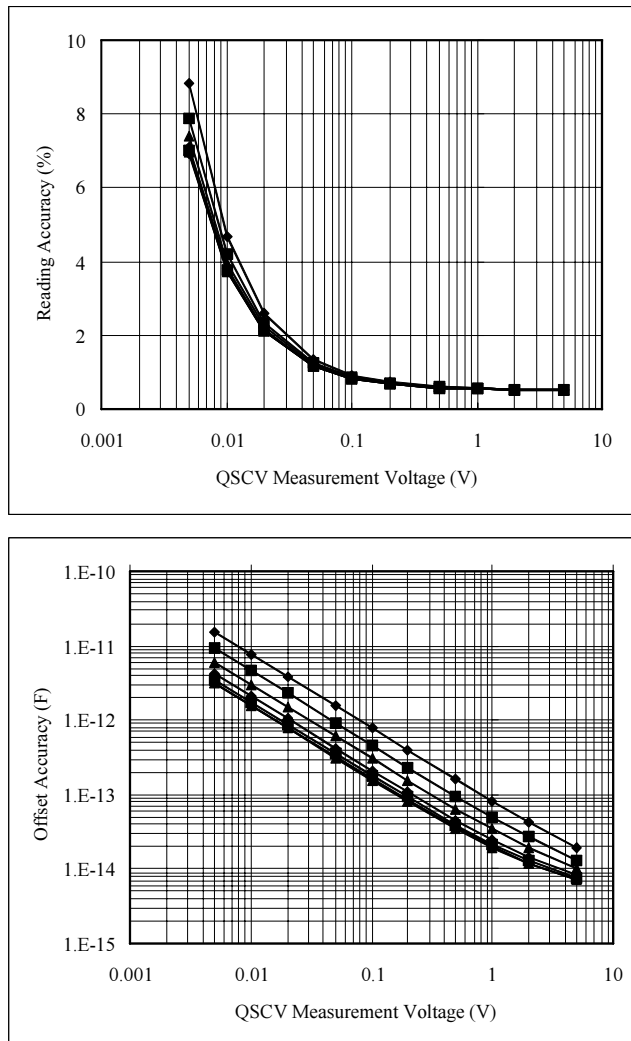 10
8
6
4
2
0
Reading Accuracy (%)
0.001 0.01 0.1 1 10
QSCV Measurement Voltage (V)
1.E-10
1.E-11
1.E-12
1.E-13
1.E-14
1.E-15
Offset Accuracy (F)
0.001 0.01 0.1 1 10
QSCV Measurement Voltage (V)